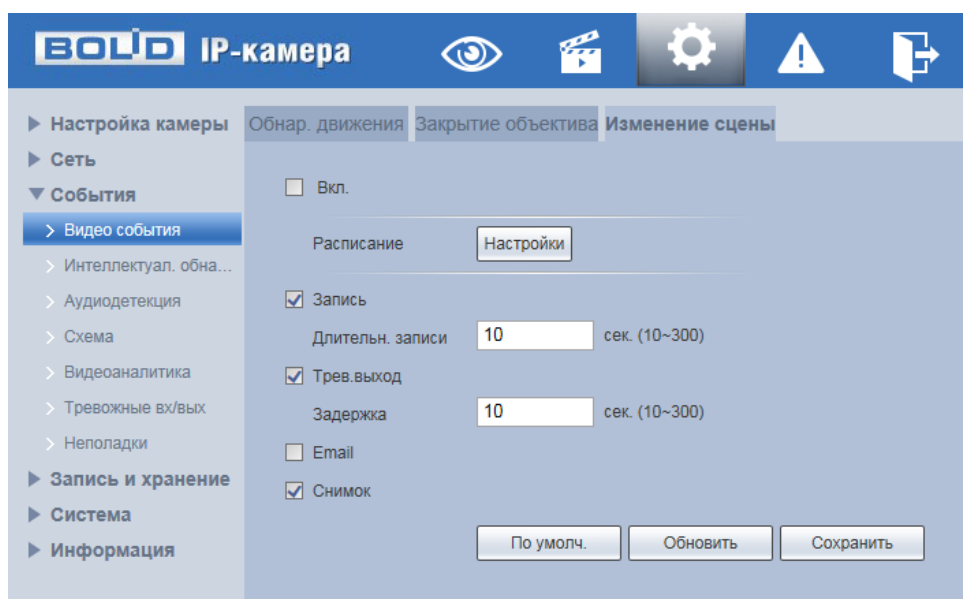 BOLID IP-камера
Настройка камеры
Сеть
События
Видео события
Интеллектуал. обна...
Аудиодетекция
Схема
Видеоаналитика
Тревожные вх/вых
Неполадки
Запись и хранение
Система
Информация
Обнар. движения Закрытие объектива Изменение сцены
Вкл.
Расписание Настройки
Запись
Длительн. записи 10 сек. (10~300)
Трев.выход
Задержка 10 сек. (10~300)
Email
Снимок
По умолч. Обновить Сохранить